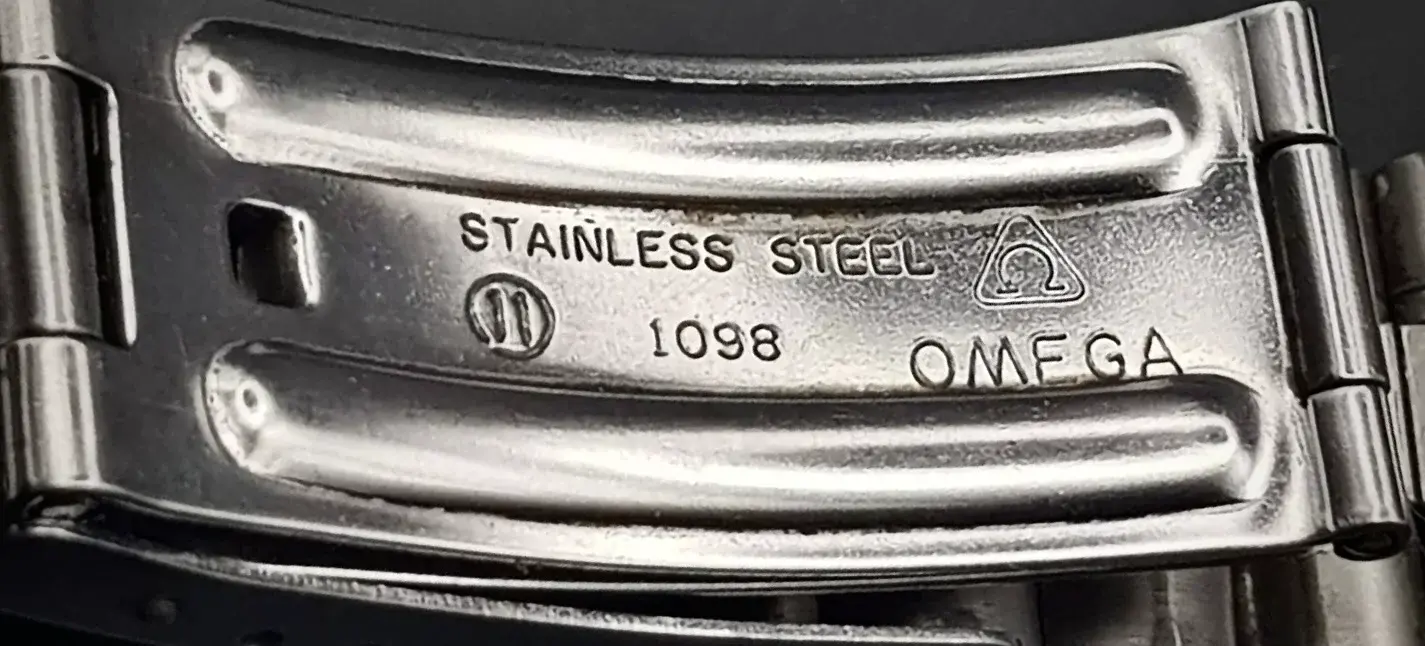 STAINLESS STEEL Ω
11 1098
OMEGA